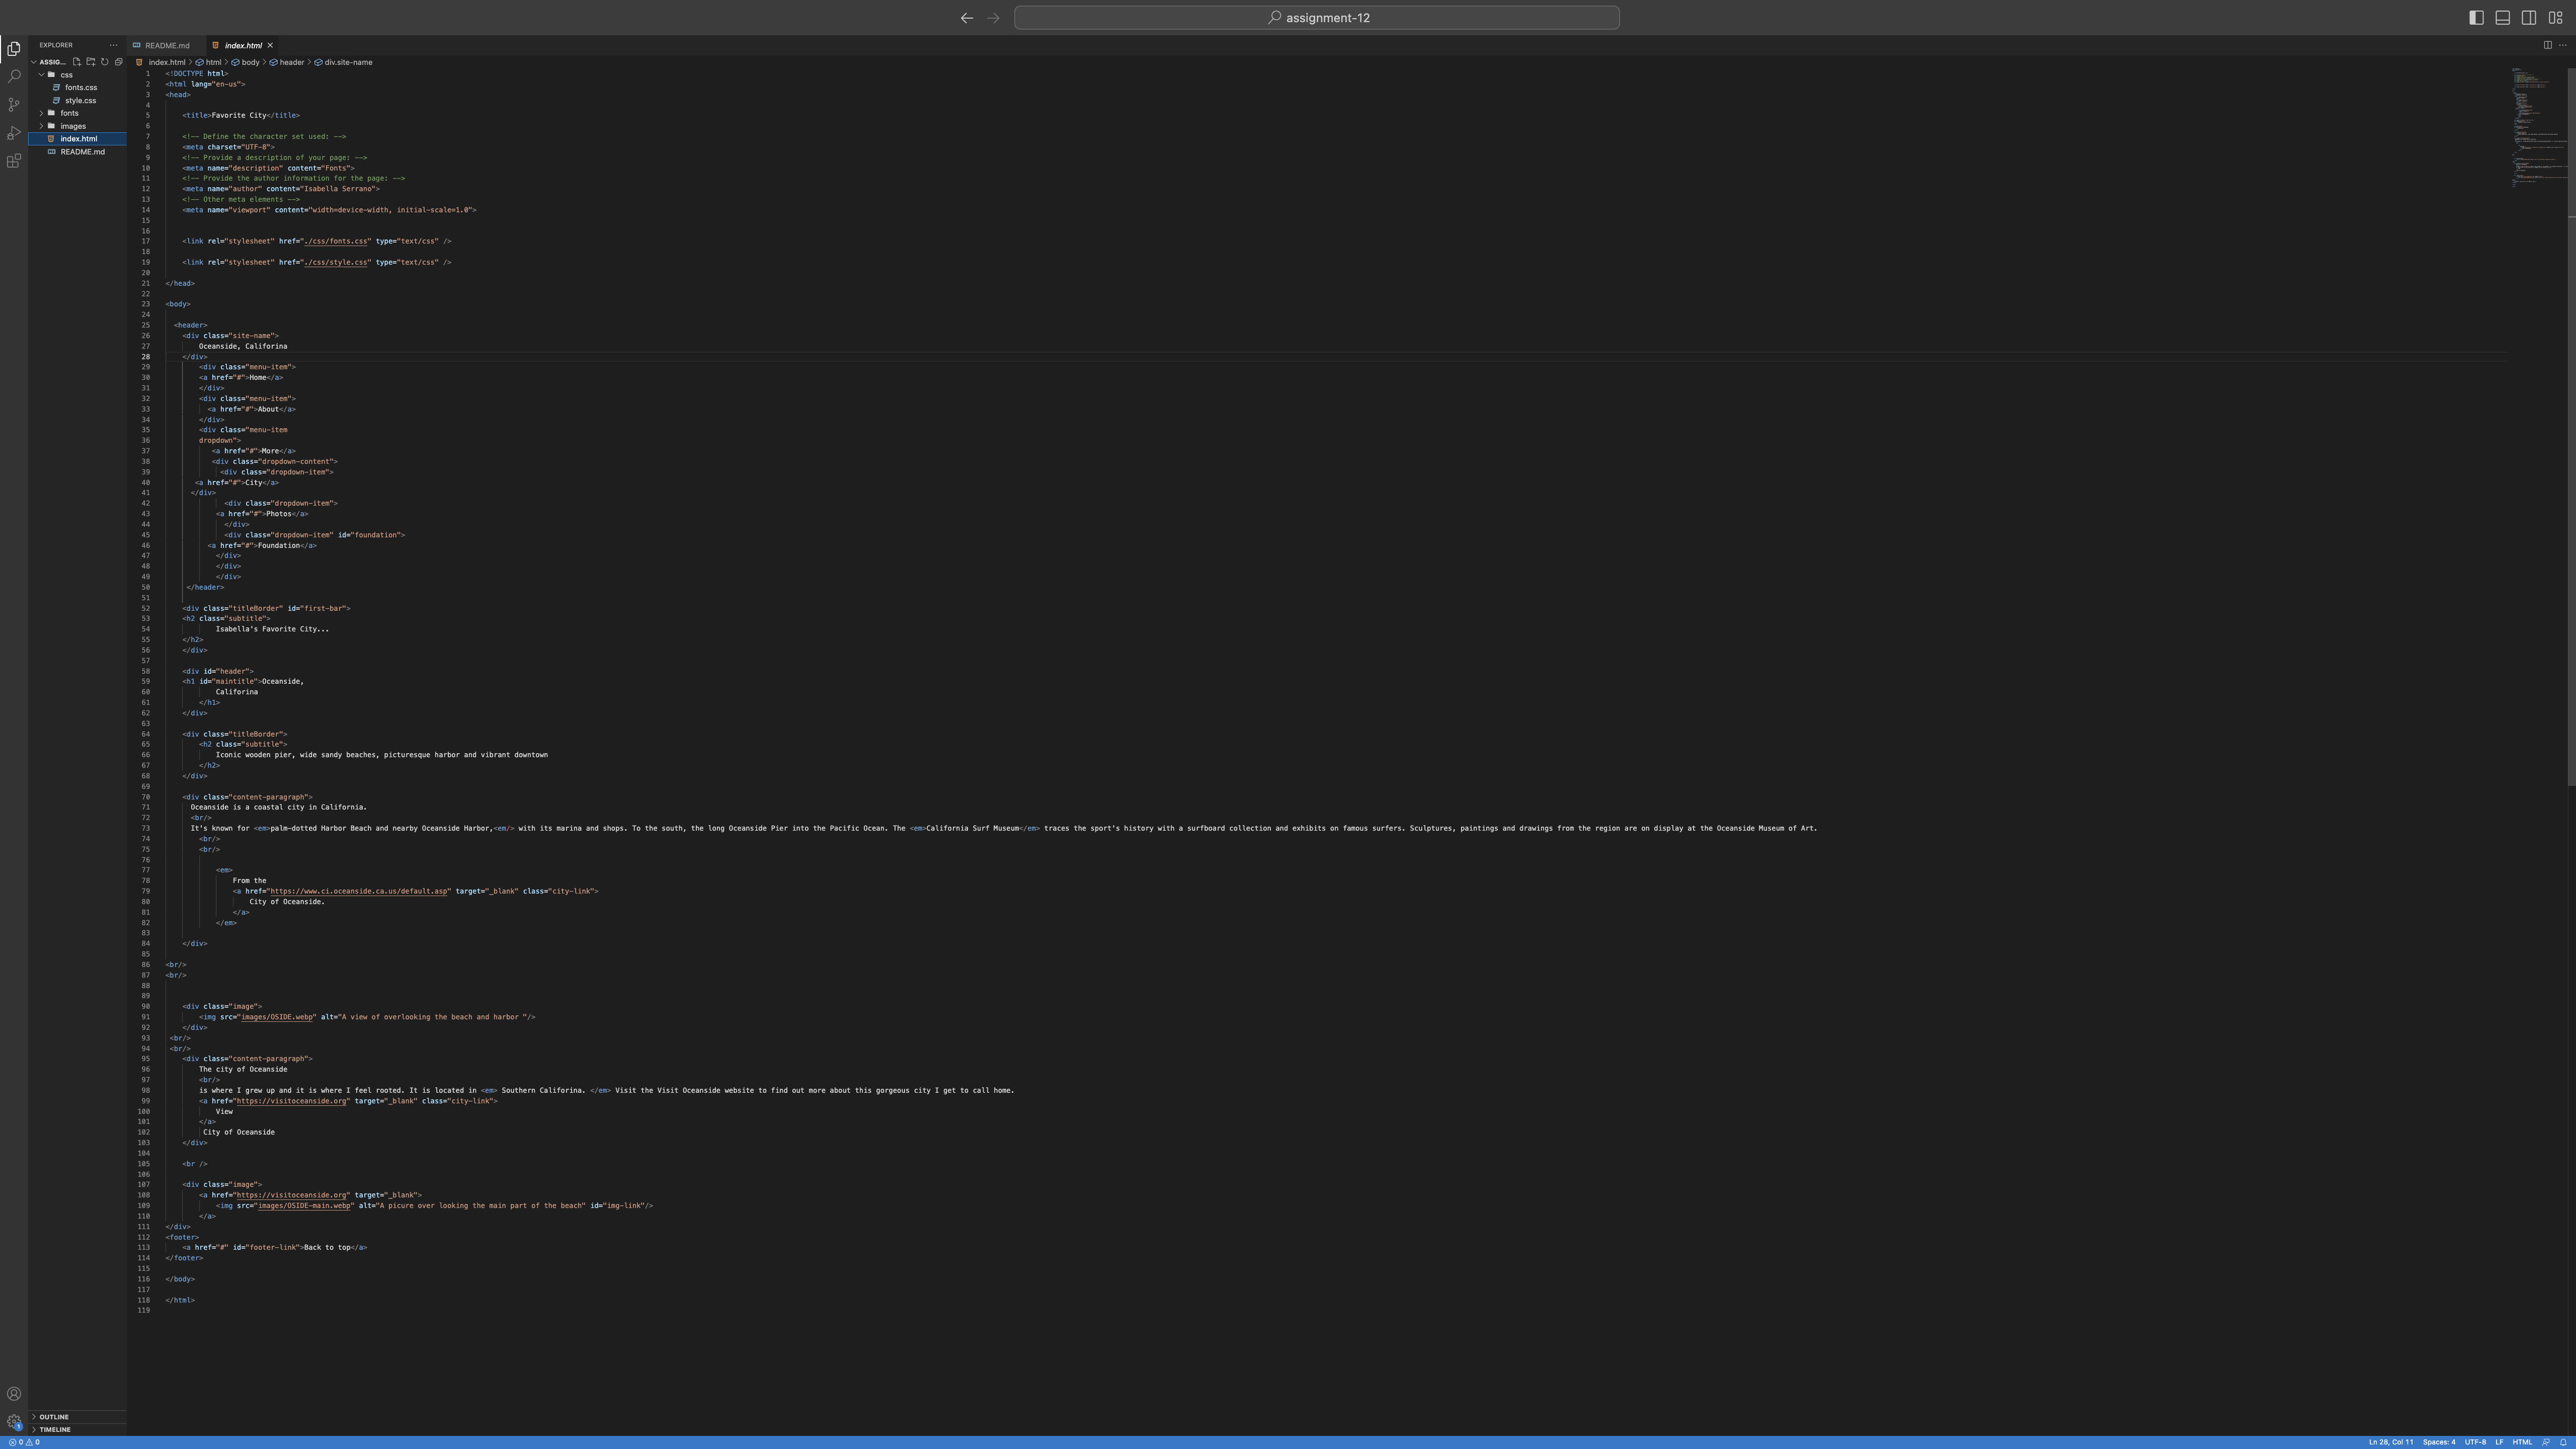 assignment-12
EXPLORER
ASSIG...
css
fonts.css
style.css
fonts
images
index.html
README.md
OUTLINE
TIMELINE
README.md
index.html
index.html > html > body > header > div.site-name
1 <!DOCTYPE html>
2 <html lang="en-us">
3 <head>
4
5 <title>Favorite City</title>
6
7 <!-- Define the character set used: -->
8 <meta charset="UTF-8">
9 <!-- Provide a description of your page: -->
10 <meta name="description" content="Fonts">
11 <!-- Provide the author information for the page: -->
12 <meta name="author" content="Isabella Serrano">
13 <!-- Other meta elements -->
14 <meta name="viewport" content="width=device-width, initial-scale=1.0">
15
16
17 <link rel="stylesheet" href="./css/fonts.css" type="text/css" />
18
19 <link rel="stylesheet" href="./css/style.css" type="text/css" />
20
21 </head>
22
23 <body>
24
25 <header>
26 <div class="site-name">
27 Oceanside, Califorina
28 </div>
29 <div class="menu-item">
30 <a href="#">Home</a>
31 </div>
32 <div class="menu-item">
33 <a href="#">About</a>
34 </div>
35 <div class="menu-item
36 dropdown">
37 <a href="#">More</a>
38 <div class="dropdown-content">
39 <div class="dropdown-item">
40 <a href="#">City</a>
41 </div>
42 <div class="dropdown-item">
43 <a href="#">Photos</a>
44 </div>
45 <div class="dropdown-item" id="foundation">
46 <a href="#">Foundation</a>
47 </div>
48 </div>
49 </div>
50 </header>
51
52 <div class="titleBorder" id="first-bar">
53 <h2 class="subtitle">
54 Isabella's Favorite City...
55 </h2>
56 </div>
57
58 <div id="header">
59 <h1 id="maintitle">Oceanside,
60 Califorina
61 </h1>
62 </div>
63
64 <div class="titleBorder">
65 <h2 class="subtitle">
66 Iconic wooden pier, wide sandy beaches, picturesque harbor and vibrant downtown
67 </h2>
68 </div>
69
70 <div class="content-paragraph">
71 Oceanside is a coastal city in California.
72 <br/>
73 It's known for <em>palm-dotted Harbor Beach and nearby Oceanside Harbor,<em/> with its marina and shops. To the south, the long Oceanside Pier into the Pacific Ocean. The <em>California Surf Museum</em> traces the sport's history with a surfboard collection and exhibits on famous surfers. Sculptures, paintings and drawings from the region are on display at the Oceanside Museum of Art.
74 <br/>
75 <br/>
76
77 <em>
78 From the
79 <a href="https://www.ci.oceanside.ca.us/default.asp" target="_blank" class="city-link">
80 City of Oceanside.
81 </a>
82 </em>
83
84 </div>
85
86 <br/>
87 <br/>
88
89
90 <div class="image">
91 <img src="images/OSIDE.webp" alt="A view of overlooking the beach and harbor "/>
92 </div>
93 <br/>
94 <br/>
95 <div class="content-paragraph">
96 The city of Oceanside
97 <br/>
98 is where I grew up and it is where I feel rooted. It is located in <em> Southern Califorina. </em> Visit the Visit Oceanside website to find out more about this gorgeous city I get to call home.
99 <a href="https://visitoceanside.org" target="_blank" class="city-link">
100 View
101 </a>
102 City of Oceanside
103 </div>
104
105 <br />
106
107 <div class="image">
108 <a href="https://visitoceanside.org" target="_blank">
109 <img src="images/OSIDE-main.webp" alt="A picure over looking the main part of the beach" id="img-link"/>
110 </a>
111 </div>
112 <footer>
113 <a href="#" id="footer-link">Back to top</a>
114 </footer>
115
116 </body>
117
118 </html>
119
0 0
Ln 28, Col 11 Spaces: 4 UTF-8 LF HTML